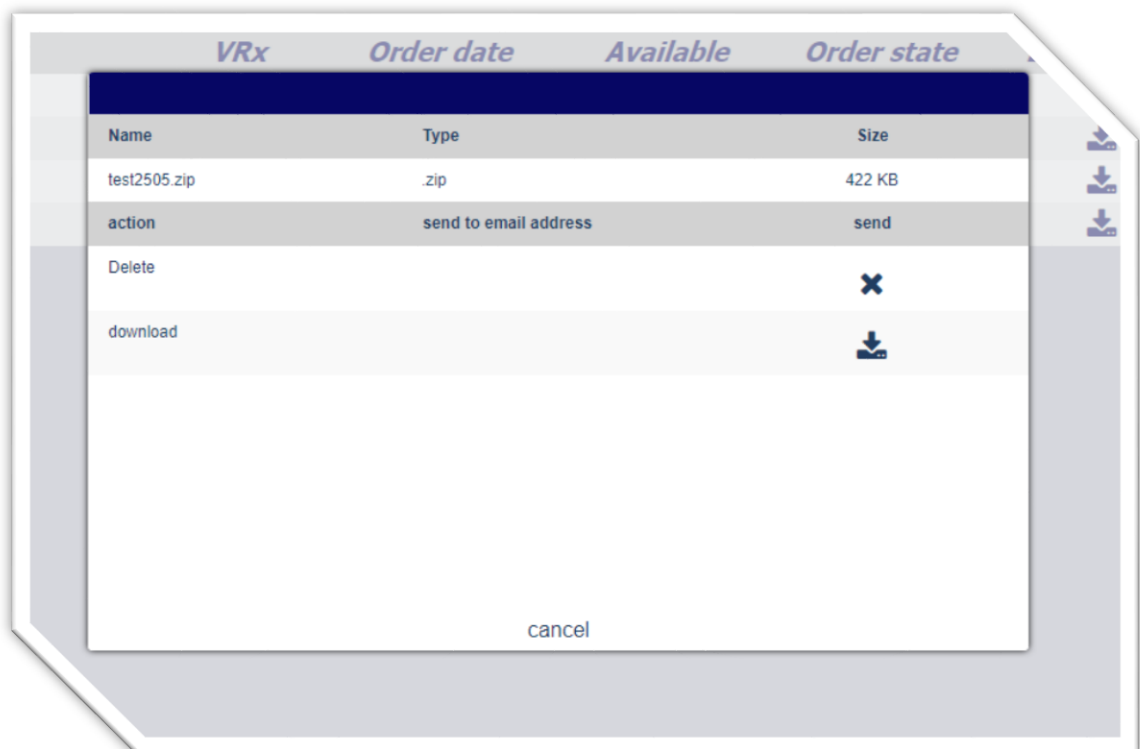 VRx Order date Available Order state
Name Type Size
test2505.zip .zip 422 KB
action send to email address send
Delete
download
cancel